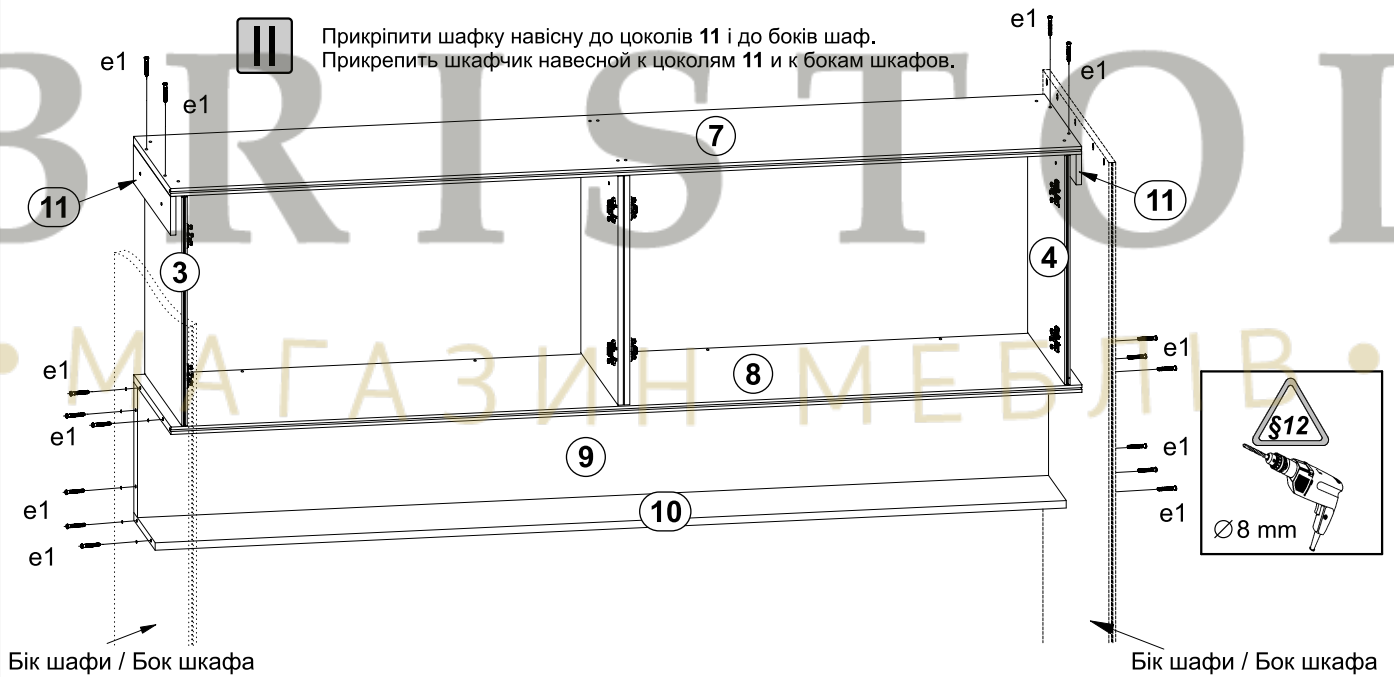 II
Прикріпити шафку навісну до цоколів 11 і до боків шаф.
Прикрепить шкафчик навесной к цоколям 11 и к бокам шкафов.
BRISTOL
e1
e1
e1
e1
7
11
11
3
4
МАГАЗИН МЕБЛІВ
8
e1
e1
e1
9
§12
e1
10
e1
e1
e1
Ø8 mm
Бік шафи / Бок шкафа
Бік шафи / Бок шкафа